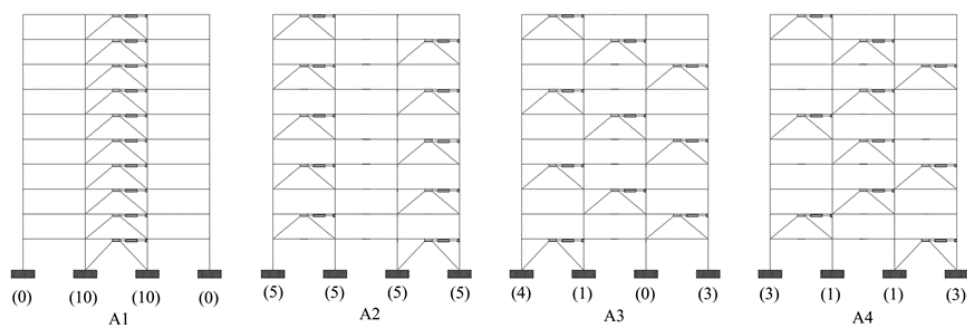 (0) (10) (10) (0) (5) (5) (5) (5) (4) (1) (0) (3) (3) (1) (1) (3)
A1 A2 A3 A4